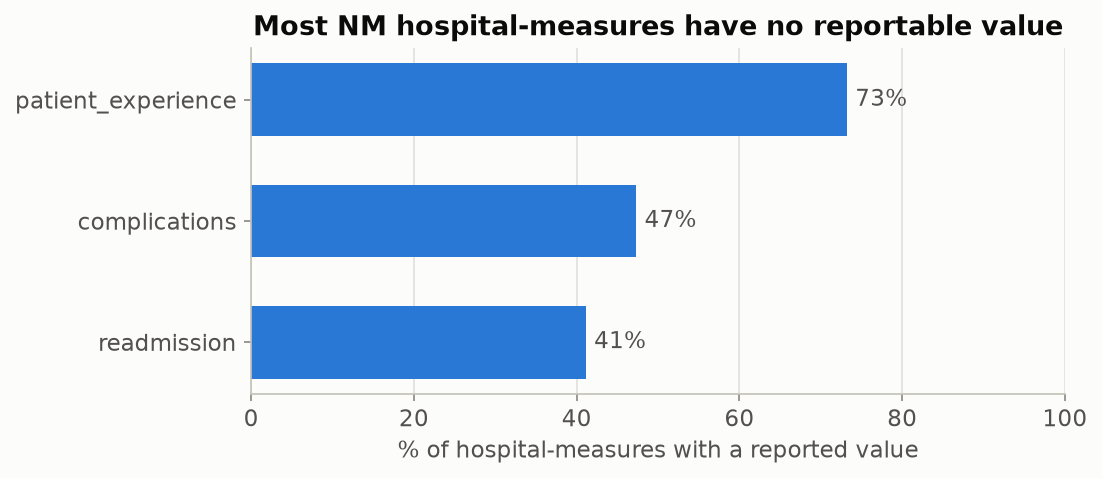 Most NM hospital-measures have no reportable value
patient_experience
73%
complications
47%
readmission
41%
0 20 40 60 80 100
% of hospital-measures with a reported value